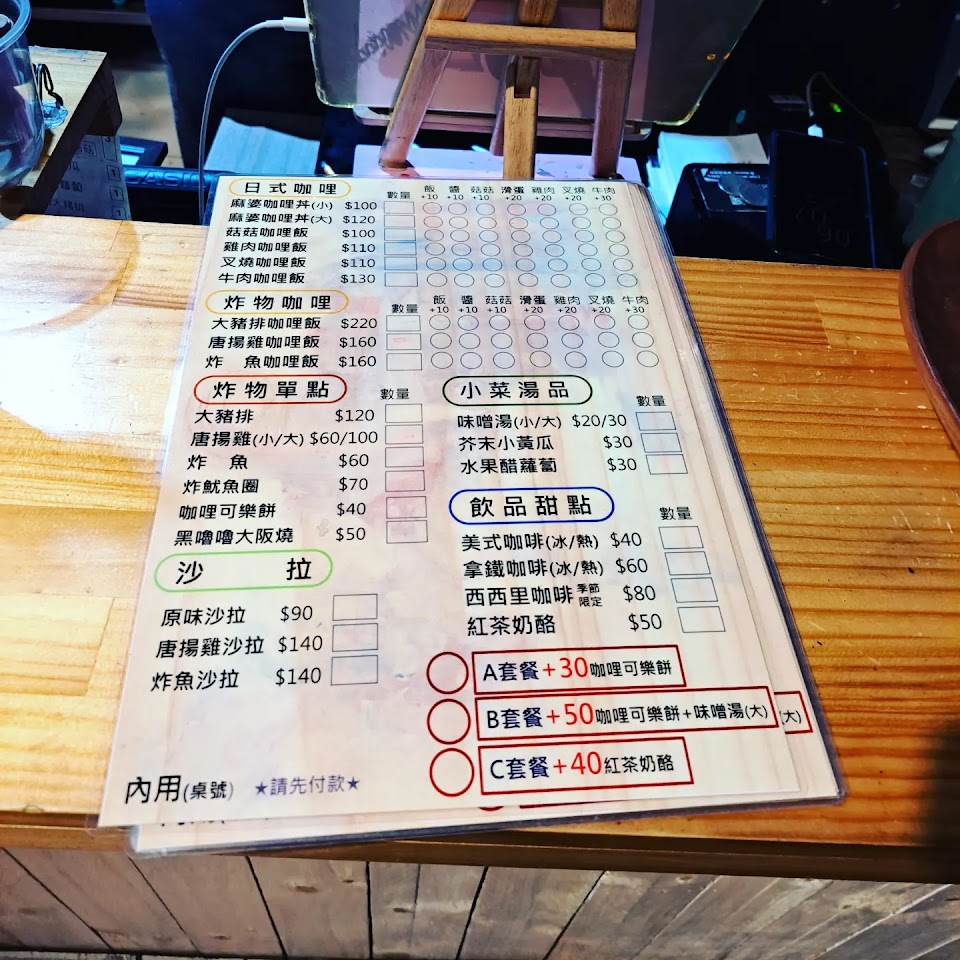 日式咖哩 數量 飯+10 醬+10 菇菇+10 滑蛋+20 雞肉+20 叉燒+20 牛肉+30
麻婆咖哩丼(小) $100
麻婆咖哩丼(大) $120
菇菇咖哩飯 $100
雞肉咖哩飯 $110
叉燒咖哩飯 $110
牛肉咖哩飯 $130
炸物咖哩 數量 飯+10 醬+10 菇菇+10 滑蛋+20 雞肉+20 叉燒+20 牛肉+30
大豬排咖哩飯 $220
唐揚雞咖哩飯 $160
炸 魚咖哩飯 $160
炸物單點 數量
大豬排 $120
唐揚雞(小/大) $60/100
炸 魚 $60
炸魷魚圈 $70
咖哩可樂餅 $40
黑嚕嚕大阪燒 $50
沙 拉
原味沙拉 $90
唐揚雞沙拉 $140
炸魚沙拉 $140
小菜湯品 數量
味噌湯(小/大) $20/30
芥末小黃瓜 $30
水果醋蘿蔔 $30
飲品甜點 數量
美式咖啡(冰/熱) $40
拿鐵咖啡(冰/熱) $60
西西里咖啡 季節限定 $80
紅茶奶酪 $50
A套餐+30咖哩可樂餅
B套餐+50咖哩可樂餅+味噌湯(大)
大)
C套餐+40紅茶奶酪
內用(桌號) ★請先付款★
CASIO